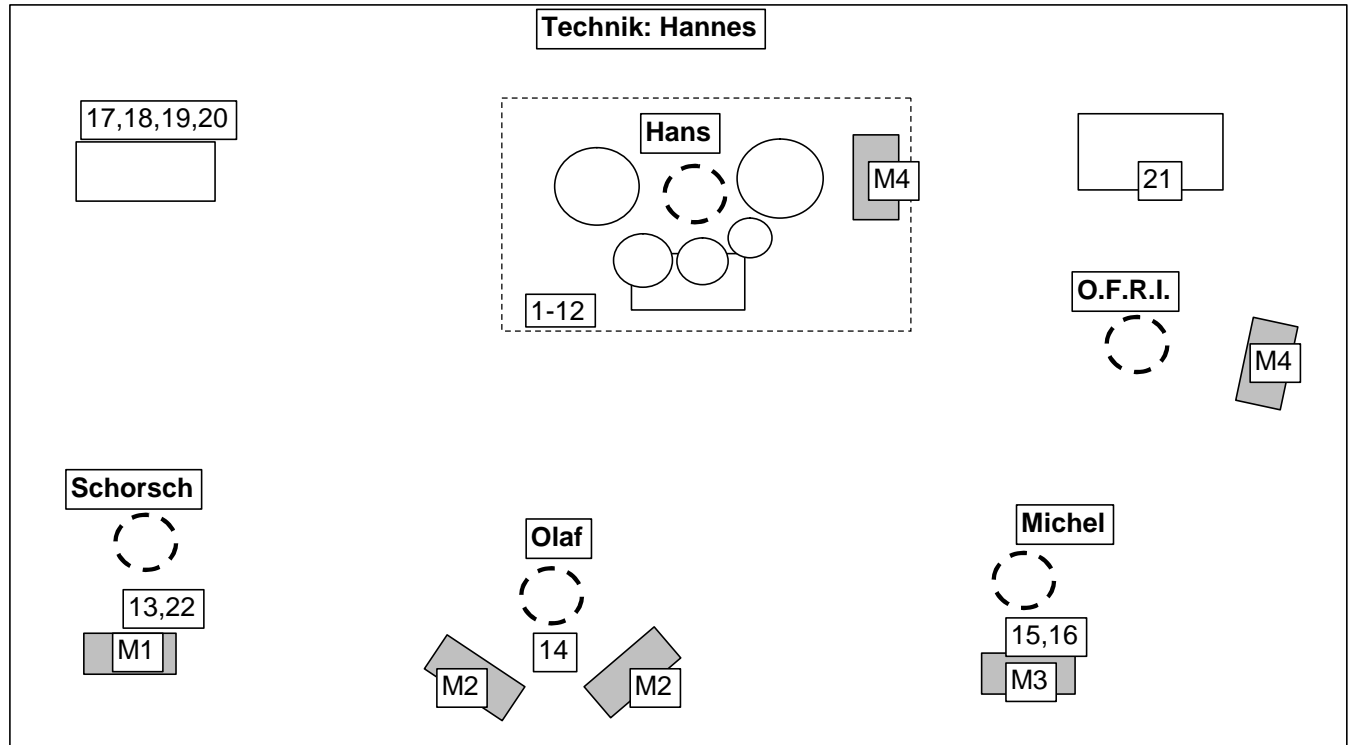 Technik: Hannes
17,18,19,20
Hans
M4
21
1-12
O.F.R.I.
M4
Schorsch
Olaf
Michel
13,22
14
15,16
M1
M2
M2
M3